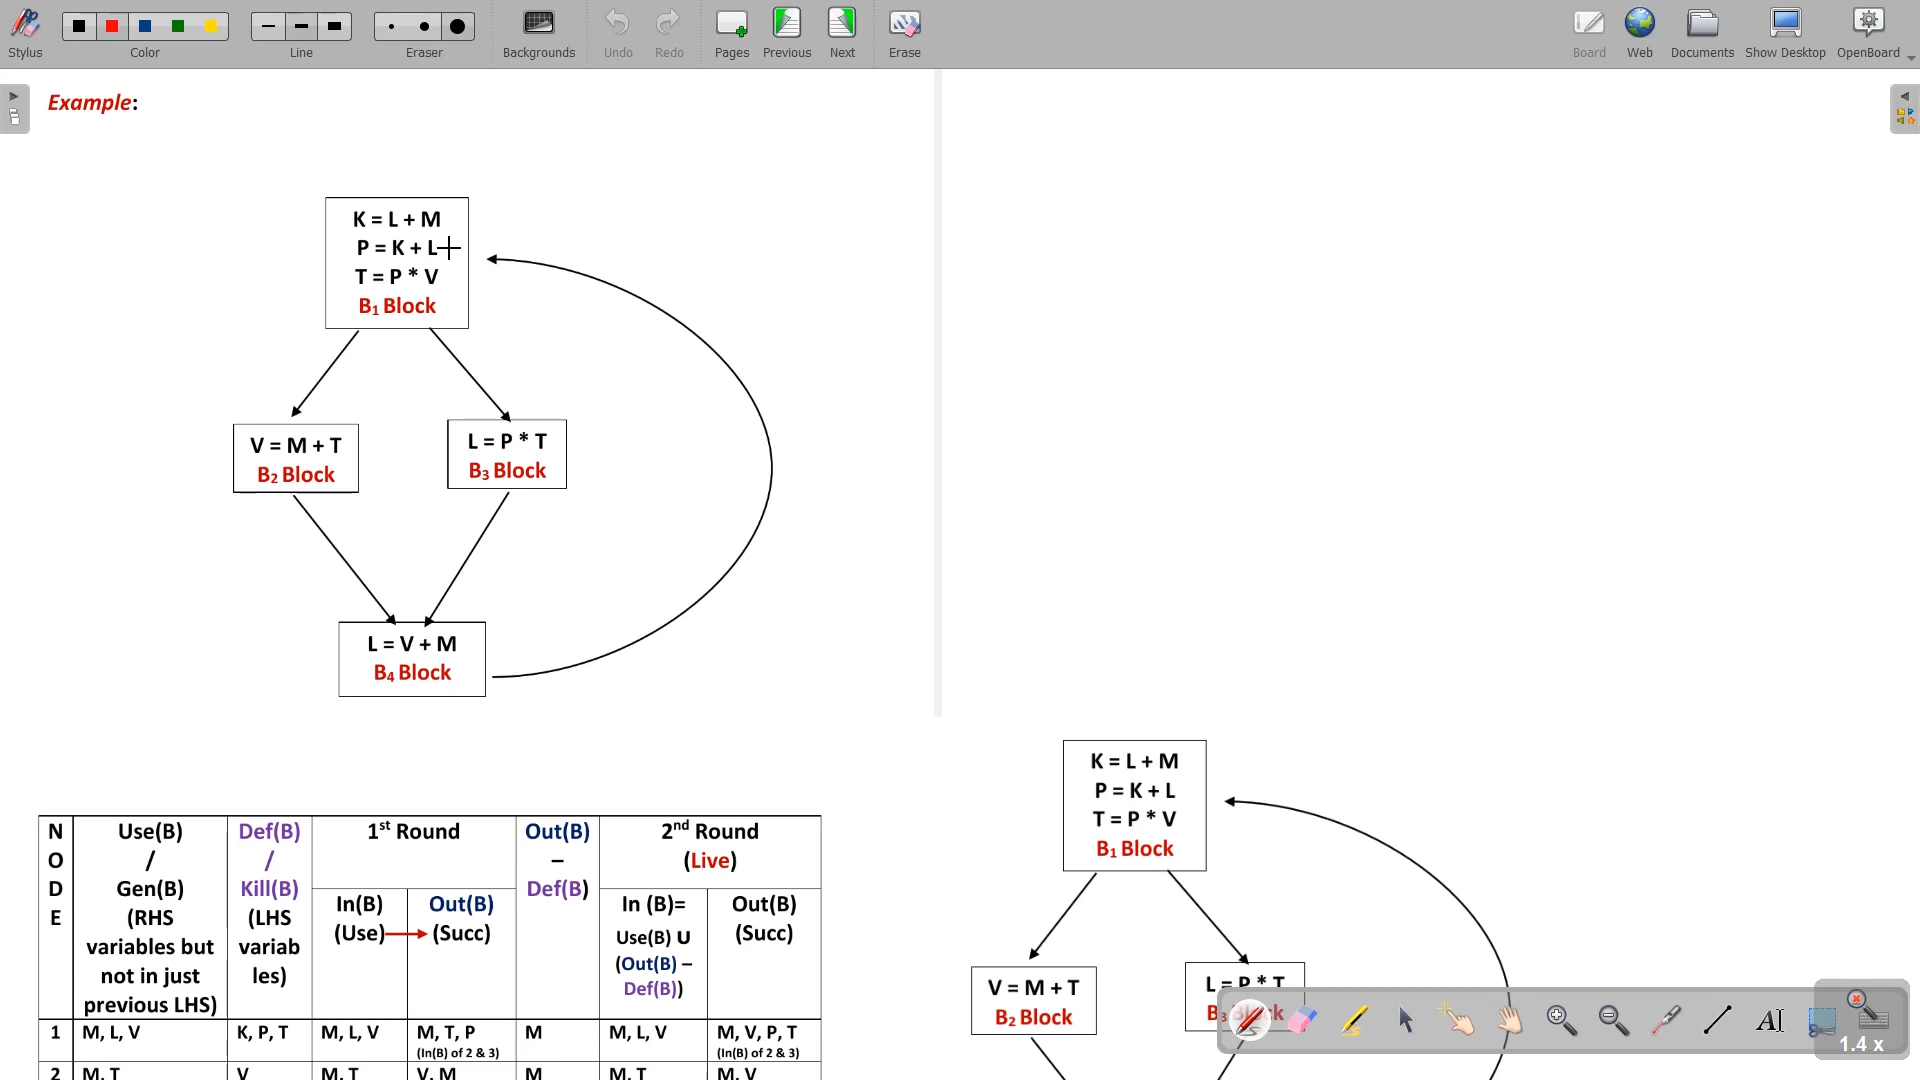 Stylus
Color
Line
Eraser
Backgrounds
Undo
Redo
Pages
Previous
Next
Erase
Board
Web
Documents
Show Desktop
OpenBoard
Example:
K = L + M
P = K + L
T = P * V
B1 Block
V = M + T
B2 Block
L = P * T
B3 Block
L = V + M
B4 Block
N
O
D
E
Use(B)
/
Gen(B)
(RHS
variables but
not in just
previous LHS)
Def(B)
/
Kill(B)
(LHS
variab
les)
1st Round
In(B)
(Use)
Out(B)
(Succ)
Out(B)
–
Def(B)
2nd Round
(Live)
In (B)=
Use(B) U
(Out(B) –
Def(B))
Out(B)
(Succ)
1 M, L, V K, P, T M, L, V M, T, P M M, L, V M, V, P, T
(In(B) of 2 & 3) (In(B) of 2 & 3)
2 M, T V M, T V, M M M, T M, V
K = L + M
P = K + L
T = P * V
B1 Block
V = M + T
B2 Block
L = P * T
B3 Block
1.4 x